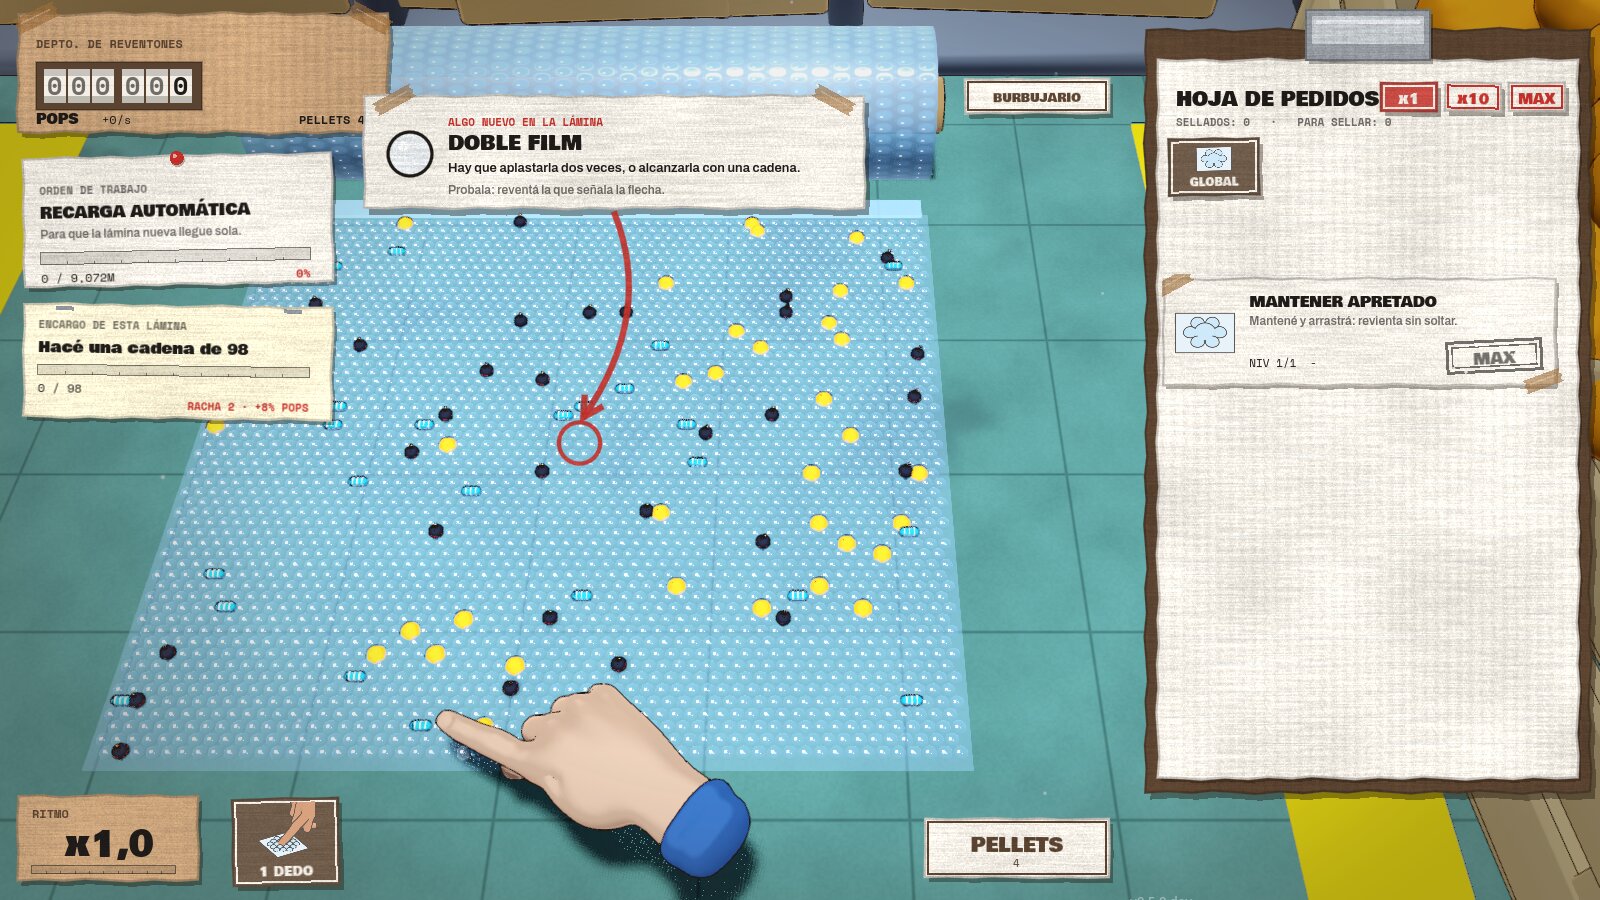 DEPTO. DE REVENTONES
000 000
POPS +0/s PELLETS 4
ORDEN DE TRABAJO
RECARGA AUTOMÁTICA
Para que la lámina nueva llegue sola.
0 / 9.072M 0%
ENCARGO DE ESTA LÁMINA
Hacé una cadena de 98
0 / 98
RACHA 2 · +8% POPS
ALGO NUEVO EN LA LÁMINA
DOBLE FILM
Hay que aplastarla dos veces, o alcanzarla con una cadena.
Probala: reventá la que señala la flecha.
BURBUJARIO
HOJA DE PEDIDOS x1 x10 MAX
SELLADOS: 0 · PARA SELLAR: 0
GLOBAL
MANTENER APRETADO
Mantené y arrastrá: revienta sin soltar.
NIV 1/1 - MAX
RITMO
x1,0
1 DEDO
PELLETS
4